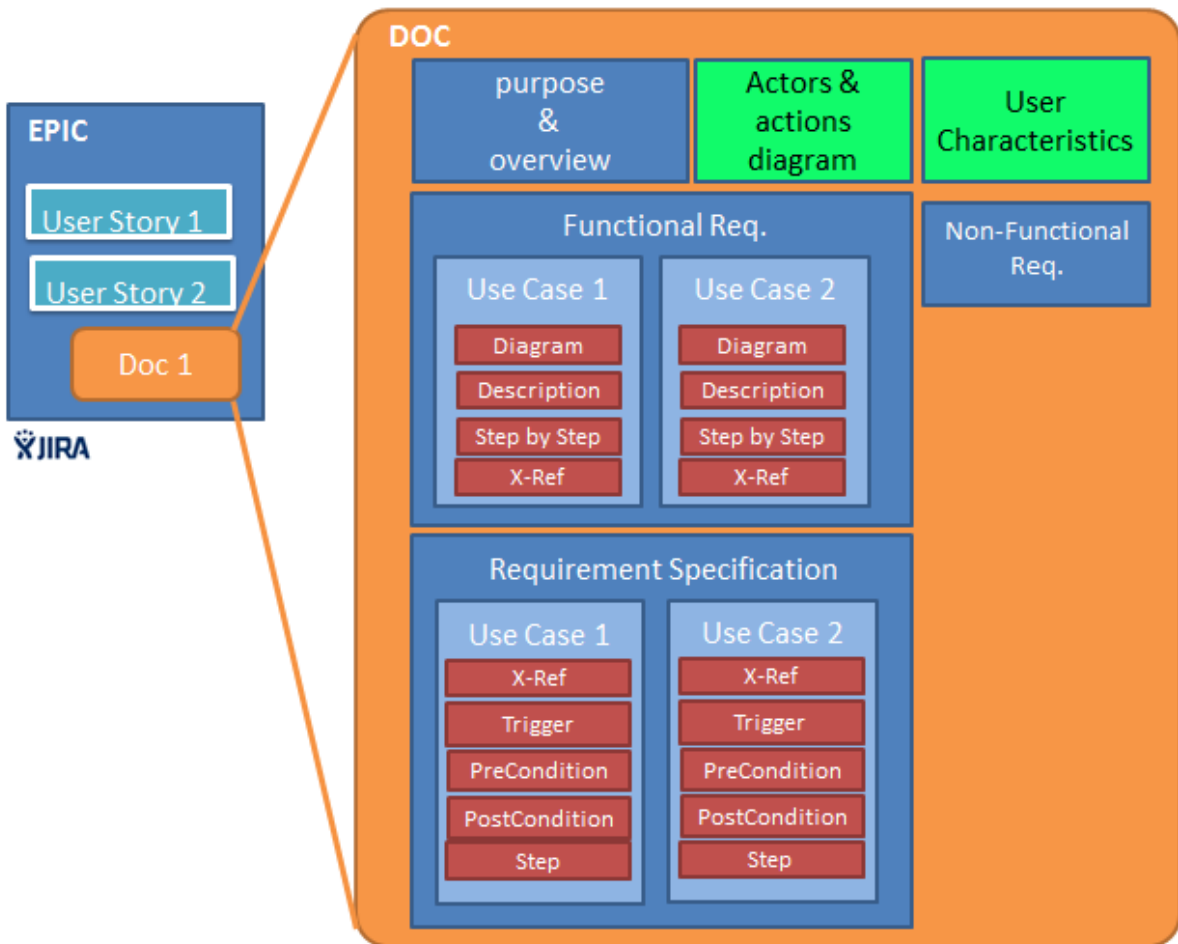 EPIC
User Story 1
User Story 2
Doc 1
JIRA
DOC
purpose
&
overview
Actors &
actions
diagram
User
Characteristics
Functional Req.
Use Case 1
Diagram
Description
Step by Step
X-Ref
Use Case 2
Diagram
Description
Step by Step
X-Ref
Non-Functional
Req.
Requirement Specification
Use Case 1
X-Ref
Trigger
PreCondition
PostCondition
Step
Use Case 2
X-Ref
Trigger
PreCondition
PostCondition
Step